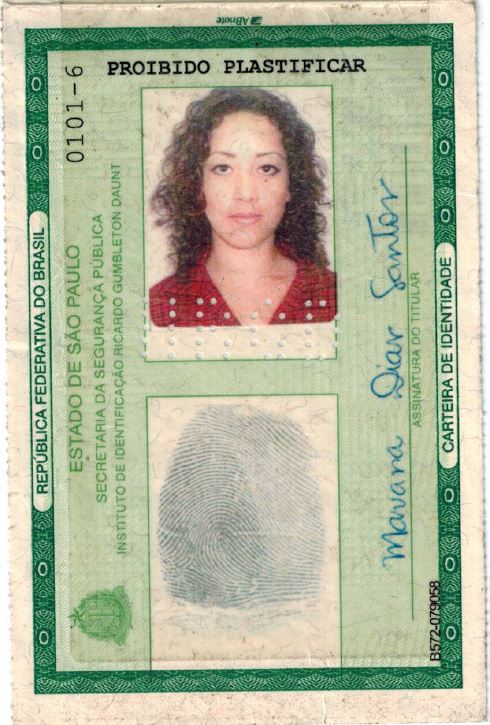 ABnote
PROIBIDO PLASTIFICAR
0101-6
REPÚBLICA FEDERATIVA DO BRASIL
ESTADO DE SÃO PAULO
SECRETARIA DA SEGURANÇA PÚBLICA
INSTITUTO DE IDENTIFICAÇÃO RICARDO GUMBLETON DAUNT
Mavara Dias Santos
ASSINATURA DO TITULAR
CARTEIRA DE IDENTIDADE
B572-079058